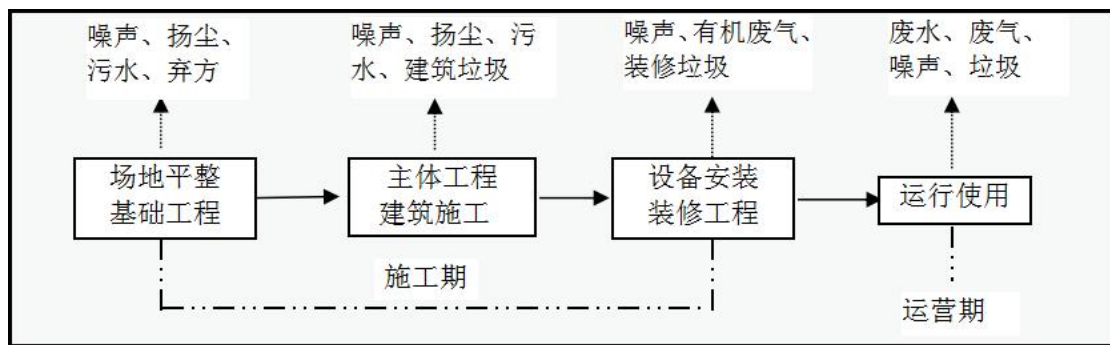 噪声、扬尘、
污水、弃方
噪声、扬尘、污
水、建筑垃圾
噪声、有机废气、
装修垃圾
废水、废气、
噪声、垃圾
场地平整
基础工程
主体工程
建筑施工
设备安装
装修工程
运行使用
施工期
运营期